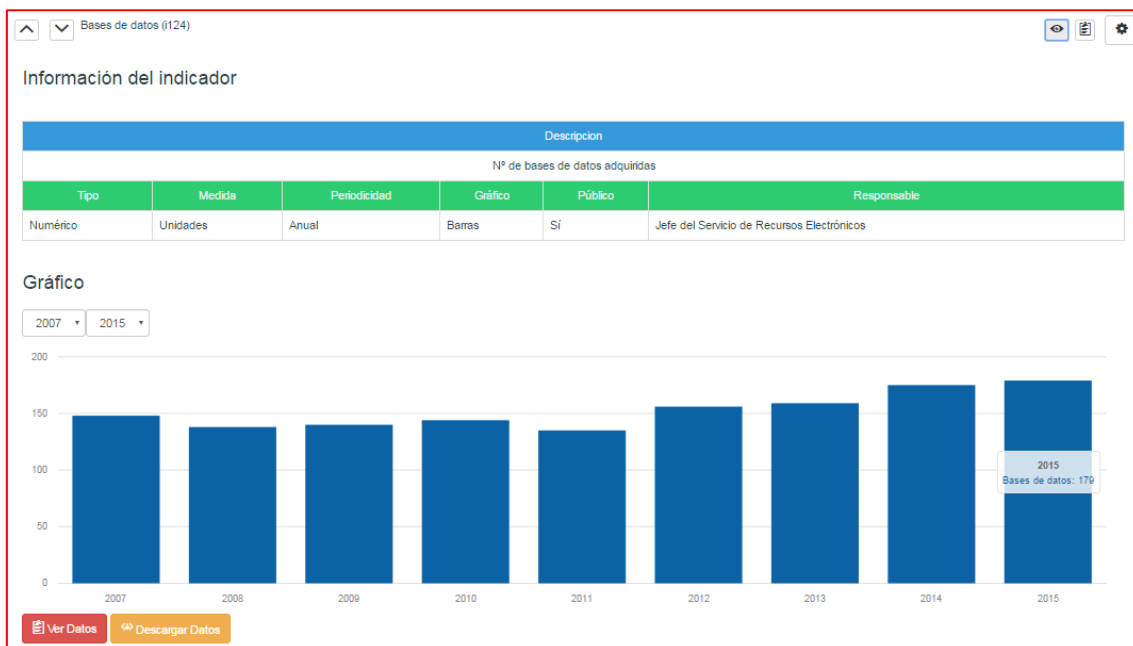 Bases de datos (i124)
Información del indicador
Descripcion
Nº de bases de datos adquiridas
Tipo Medida Periodicidad Gráfico Público Responsable
Numérico Unidades Anual Barras Sí Jefe del Servicio de Recursos Electrónicos
Gráfico
2007 2015
200
150
100
50
0
2015
Bases de datos: 179
2007 2008 2009 2010 2011 2012 2013 2014 2015
Ver Datos Descargar Datos